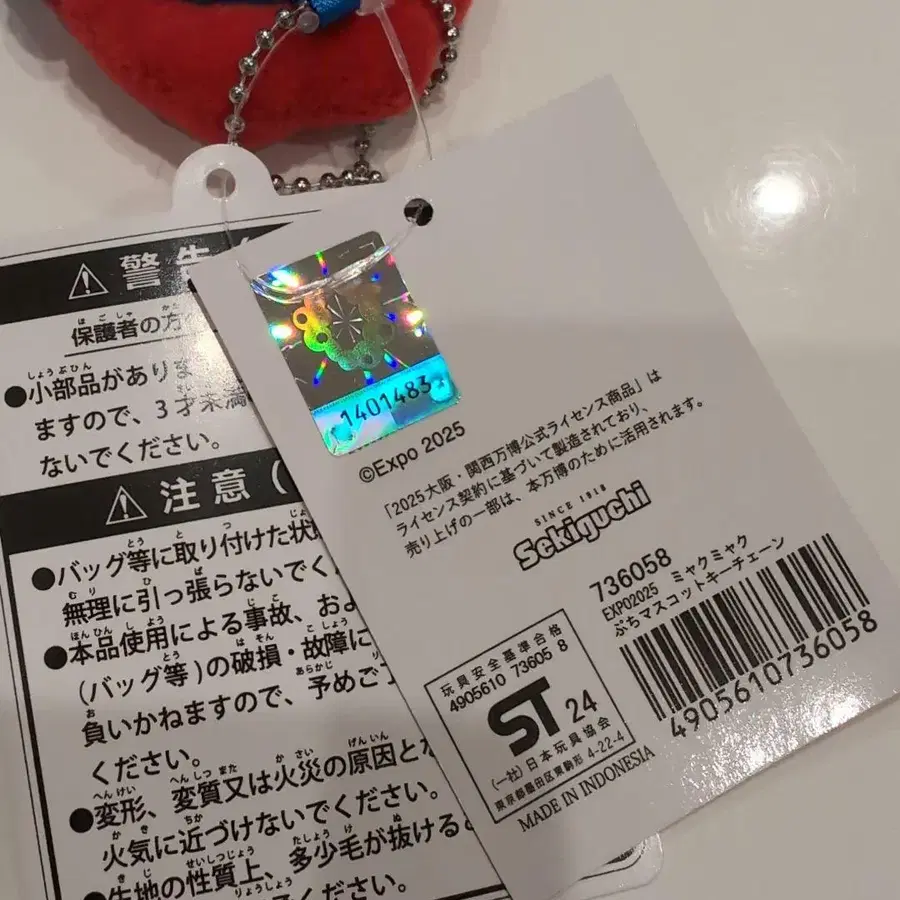 警告
保護者の方
●小部品があり
ますので、3才未満
ないでください。
注意(
●バッグ等に取り付けた状
無理に引っ張らないでく
●本品使用による事故、およ
(バッグ等)の破損・故障に
負いかねますので、予めご了
ください。
●変形、変質又は火災の原因と
火気に近づけないでください。
●生地の性質上、多少毛が抜ける
ください。
1401483
©Expo 2025
「2025大阪・関西万博公式ライセンス商品」は
ライセンス契約に基づいて製造されており、
売り上げの一部は、本万博のために活用されます。
SINCE 1918
Sekiguchi
736058
EXPO2025 ミャクミャク
ぷちマスコットキーチェーン
4905610736058
玩具安全基準合格
4905610 73605 8
ST 24
(一社)日本玩具協会
東京都墨田区東駒形 4-22-4
MADE IN INDONESIA